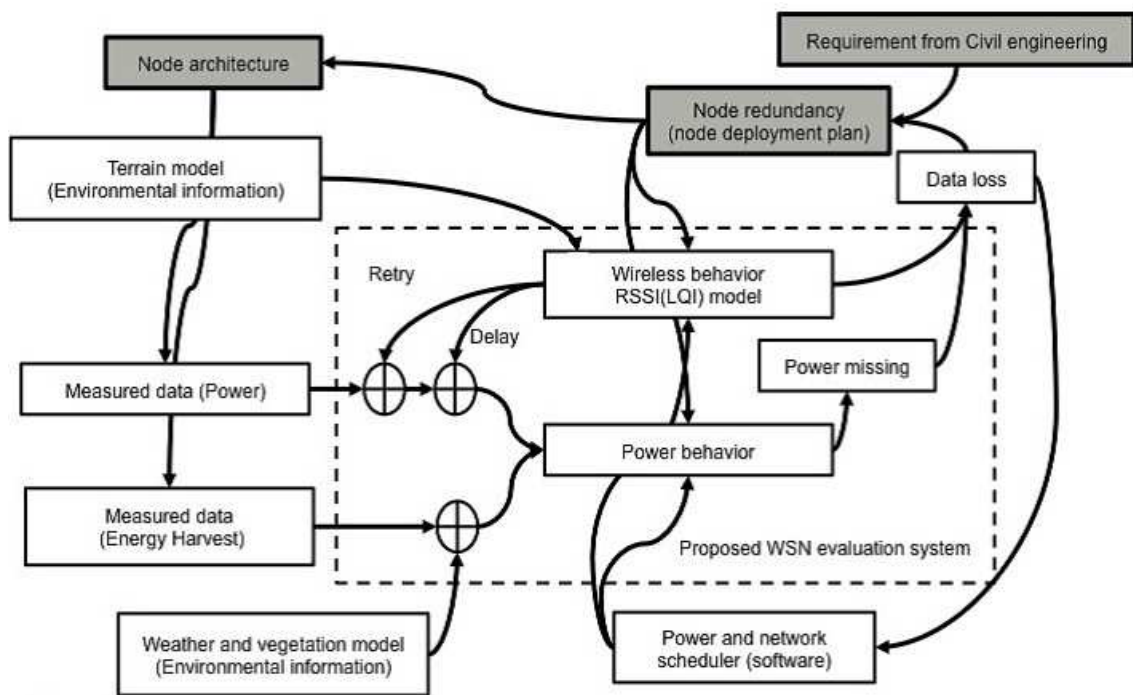 Requirement from Civil engineering
Node architecture
Node redundancy
(node deployment plan)
Terrain model
(Environmental information)
Data loss
Retry
Wireless behavior
RSSI(LQI) model
Delay
Power missing
Measured data (Power)
Power behavior
Measured data
(Energy Harvest)
Proposed WSN evaluation system
Weather and vegetation model
(Environmental information)
Power and network
scheduler (software)